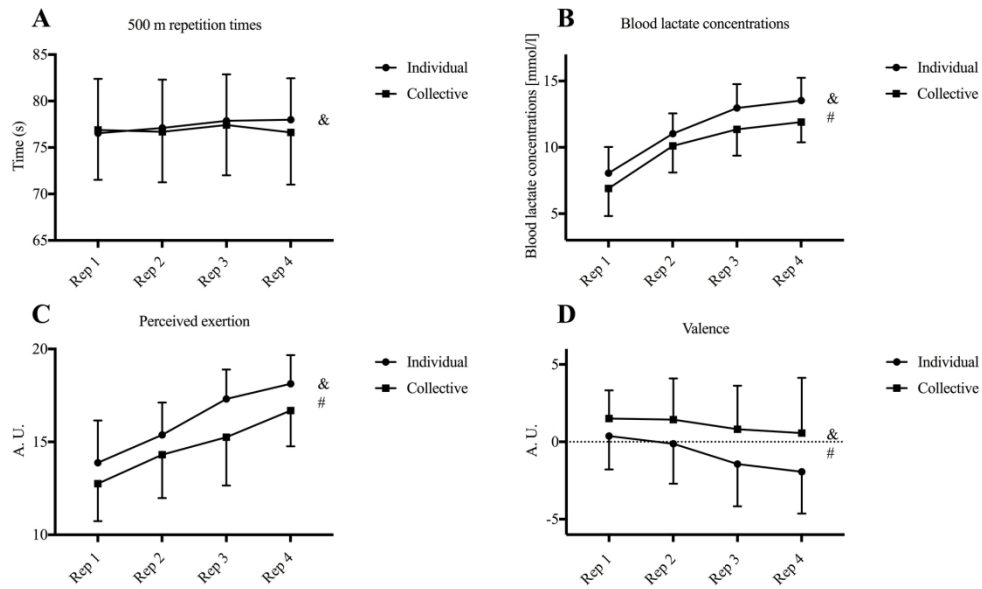 A
500 m repetition times
Time (s)
85
80
75
70
65
Rep 1
Rep 2
Rep 3
Rep 4
Individual
Collective
&
B
Blood lactate concentrations
Blood lactate concentrations [mmol/l]
15
10
5
Rep 1
Rep 2
Rep 3
Rep 4
Individual
Collective
&
#
C
Perceived exertion
A. U.
20
15
10
Rep 1
Rep 2
Rep 3
Rep 4
Individual
Collective
&
#
D
Valence
A. U.
5
0
-5
Rep 1
Rep 2
Rep 3
Rep 4
Individual
Collective
&
#